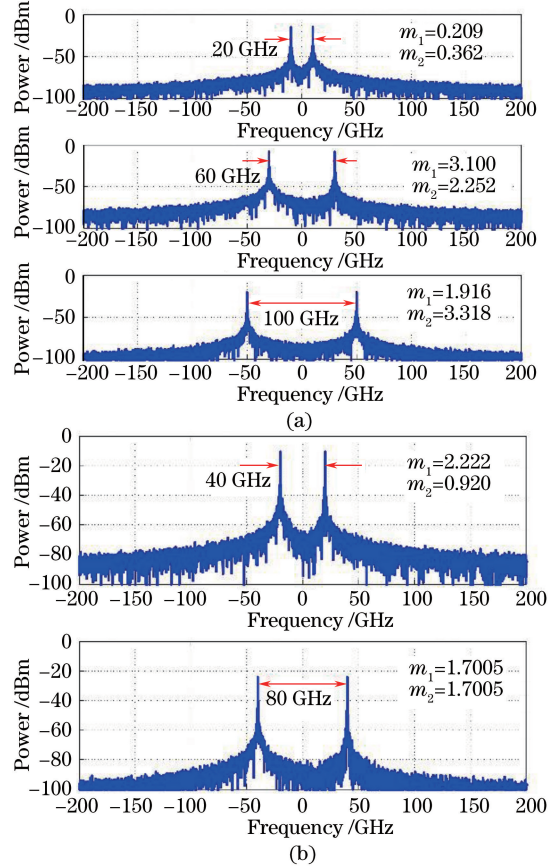 0
-50
-100
Power /dBm
20 GHz
m1=0.209
m2=0.362
-200 -150 -100 -50 0 50 100 150 200
Frequency /GHz
0
-50
-100
Power /dBm
60 GHz
m1=3.100
m2=2.252
-200 -150 -100 -50 0 50 100 150 200
Frequency /GHz
0
-50
-100
Power /dBm
100 GHz
m1=1.916
m2=3.318
-200 -150 -100 -50 0 50 100 150 200
Frequency /GHz
(a)
0
-20
-40
-60
-80
-100
Power /dBm
40 GHz
m1=2.222
m2=0.920
-200 -150 -100 -50 0 50 100 150 200
Frequency /GHz
0
-20
-40
-60
-80
-100
Power /dBm
80 GHz
m1=1.7005
m2=1.7005
-200 -150 -100 -50 0 50 100 150 200
Frequency /GHz
(b)